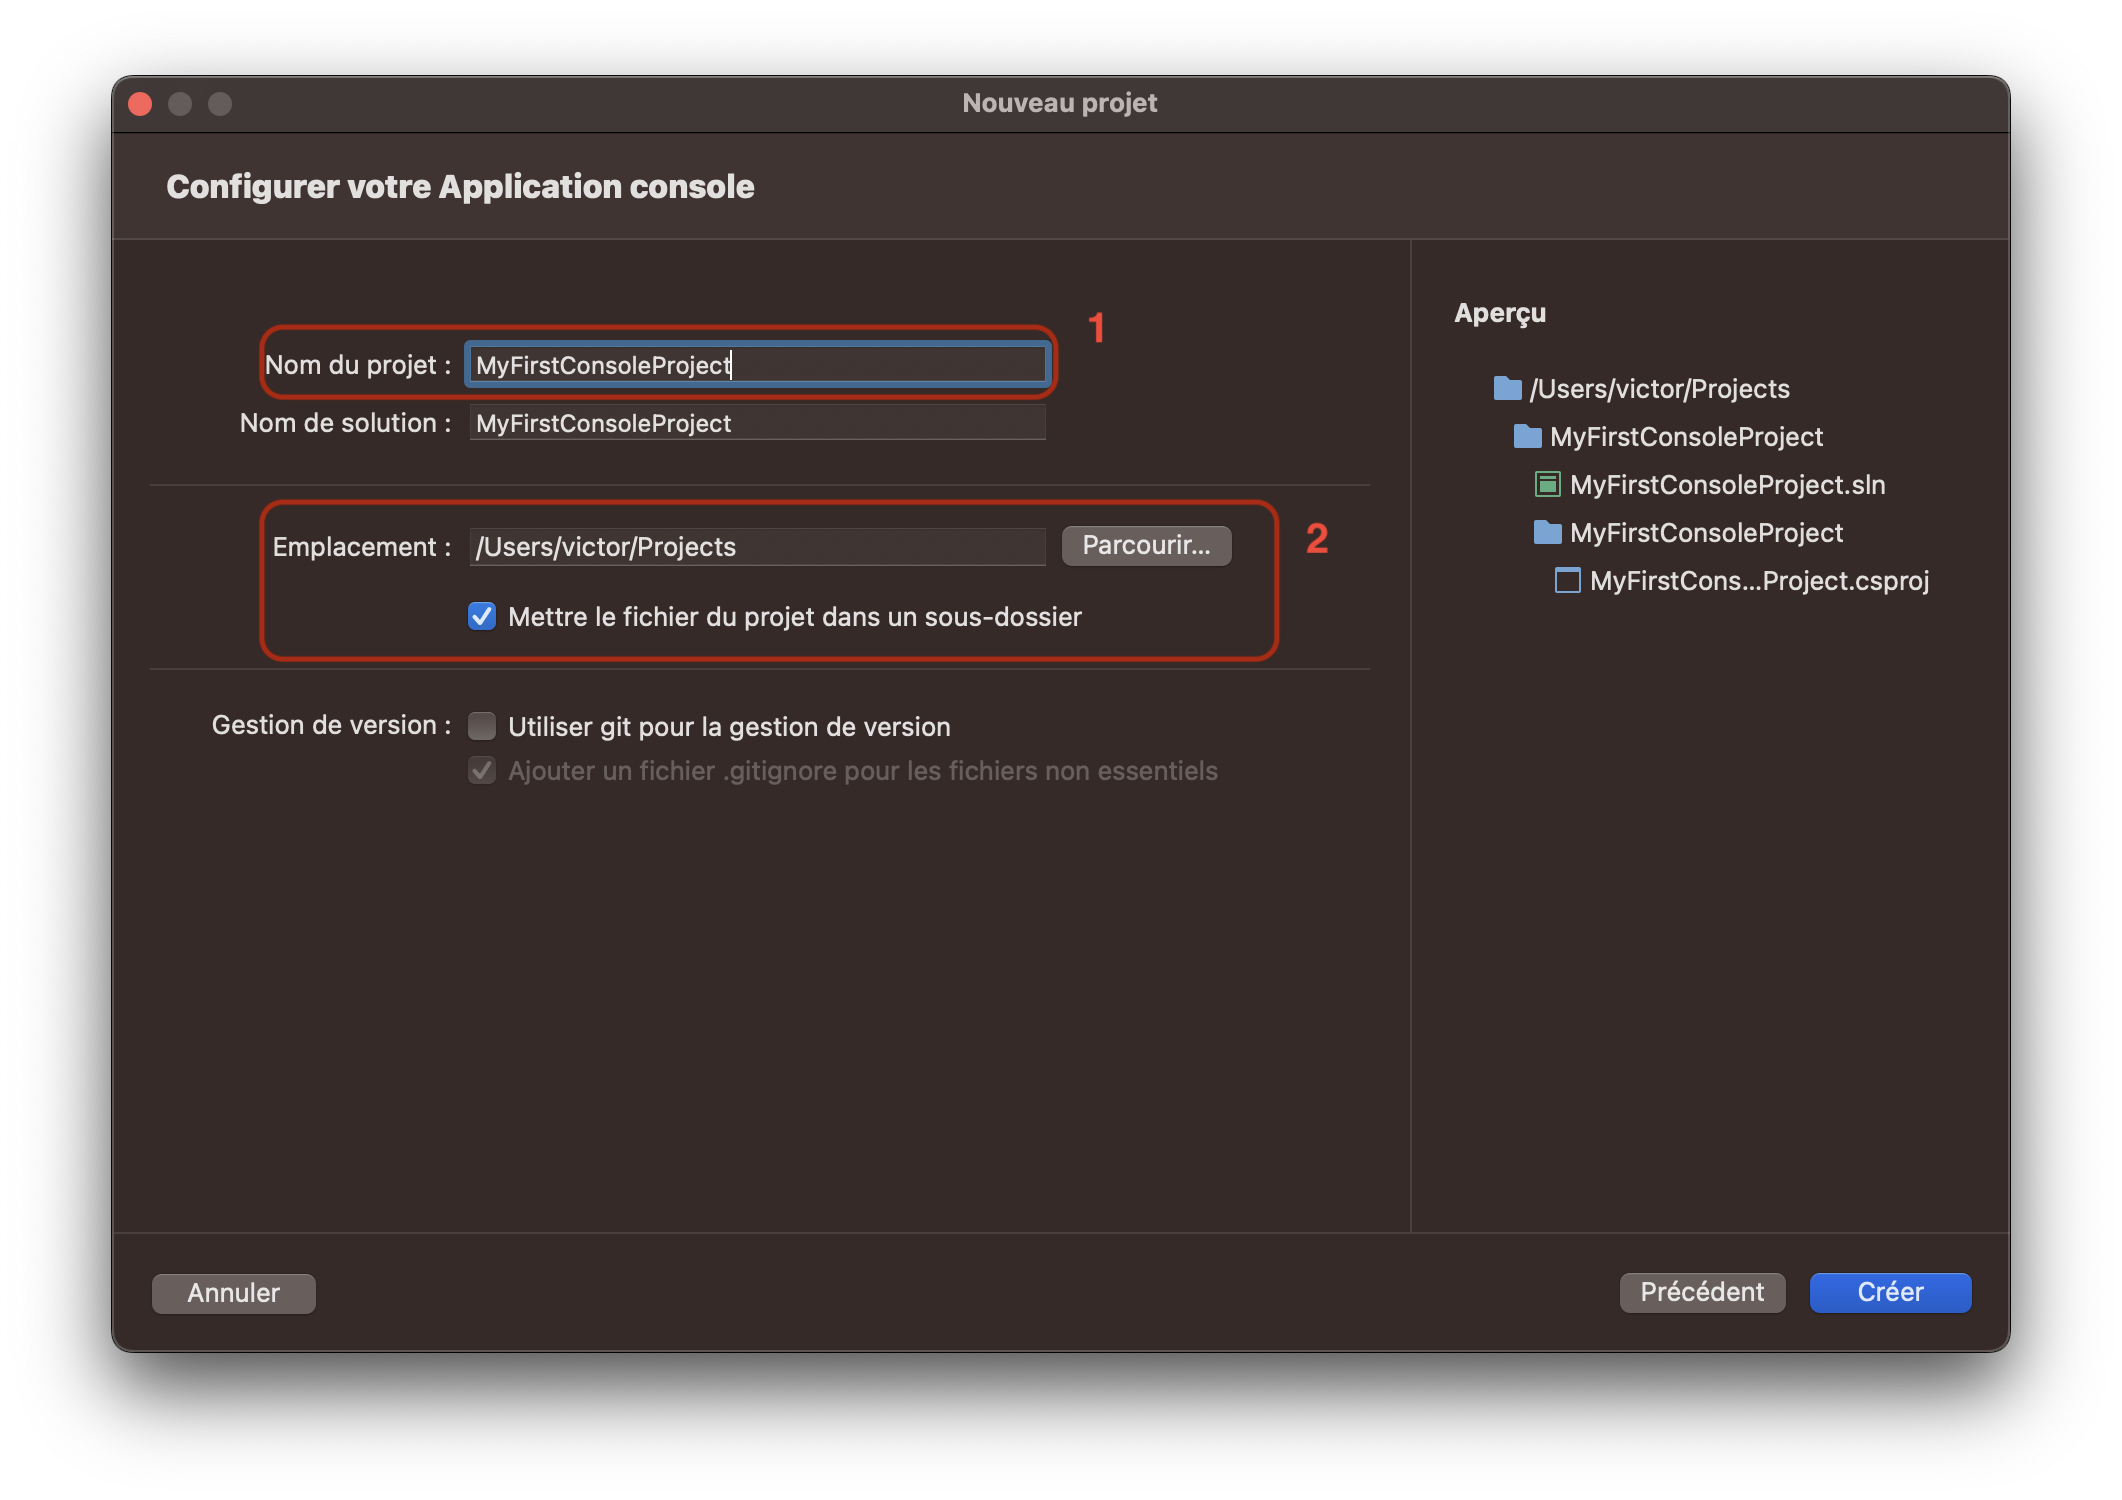 Nouveau projet
Configurer votre Application console
1
Nom du projet : MyFirstConsoleProject
Nom de solution : MyFirstConsoleProject
2
Emplacement : /Users/victor/Projects Parcourir...
Mettre le fichier du projet dans un sous-dossier
Gestion de version : Utiliser git pour la gestion de version
Ajouter un fichier .gitignore pour les fichiers non essentiels
Aperçu
/Users/victor/Projects
MyFirstConsoleProject
MyFirstConsoleProject.sln
MyFirstConsoleProject
MyFirstCons...Project.csproj
Annuler Précédent Créer